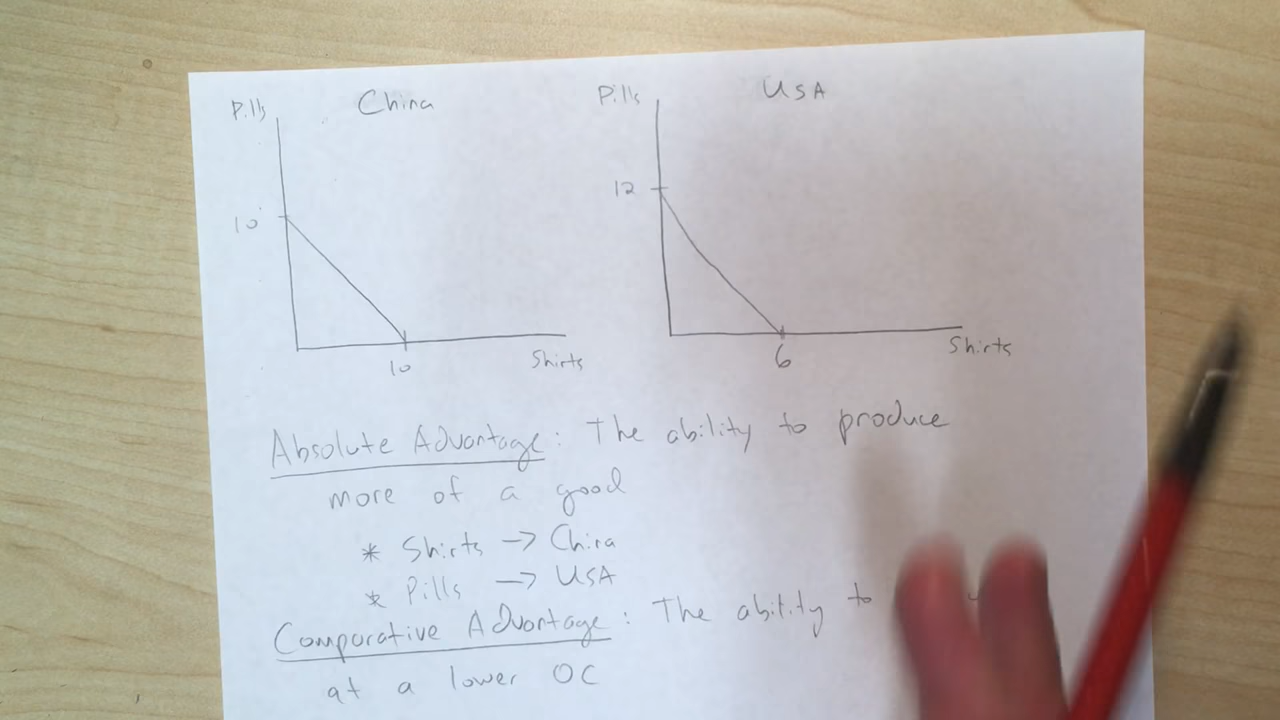 Pills China
10
10 Shirts
Pills USA
12
6 Shirts
Absolute Advantage: The ability to produce
more of a good
* Shirts → China
* Pills → USA
Comparative Advantage: The ability to
at a lower OC